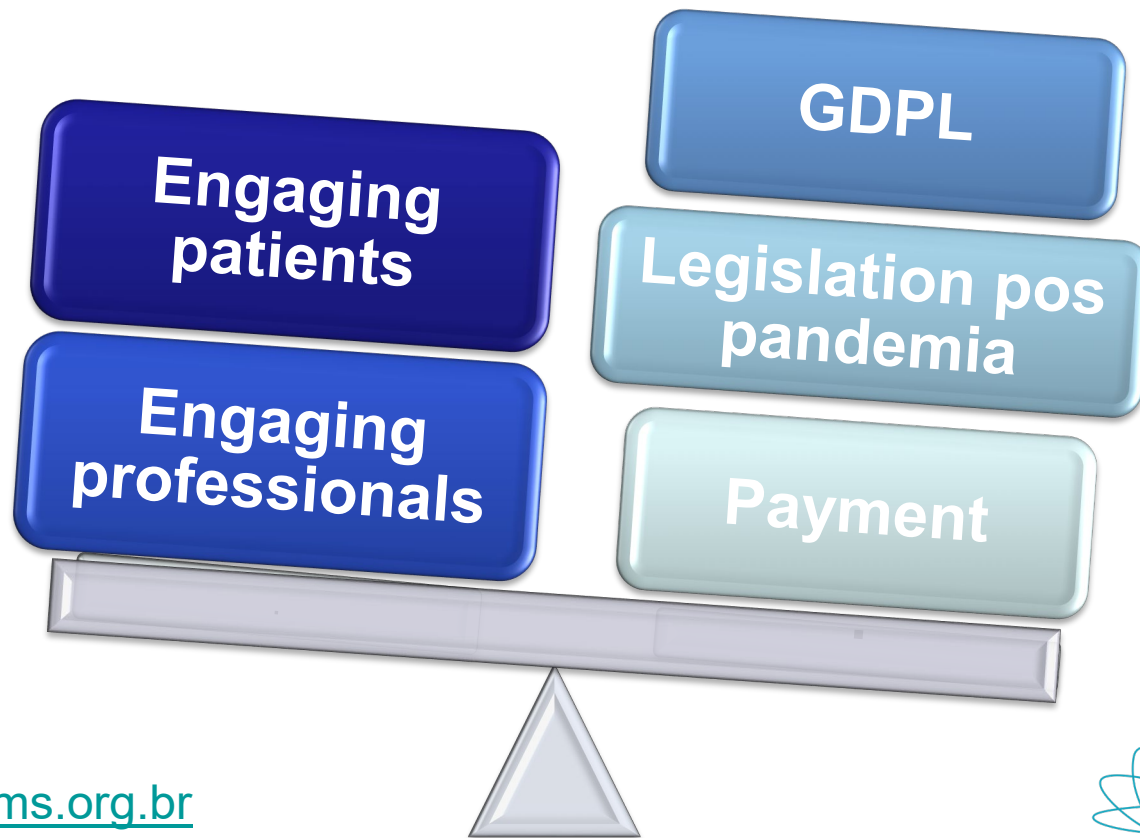 Engaging
patients
Engaging
professionals
GDPL
Legislation pos
pandemia
Payment
ms.org.br